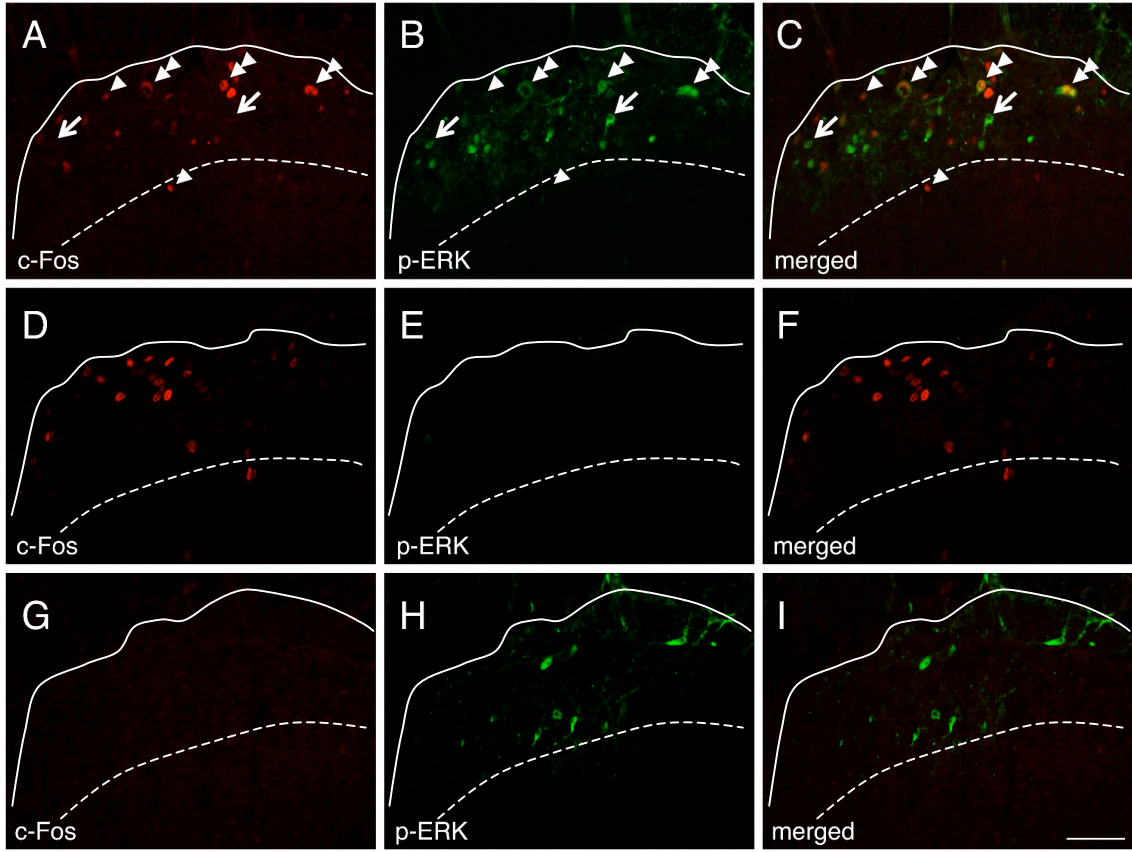 A B C
c-Fos p-ERK merged
D E F
c-Fos p-ERK merged
G H I
c-Fos p-ERK merged